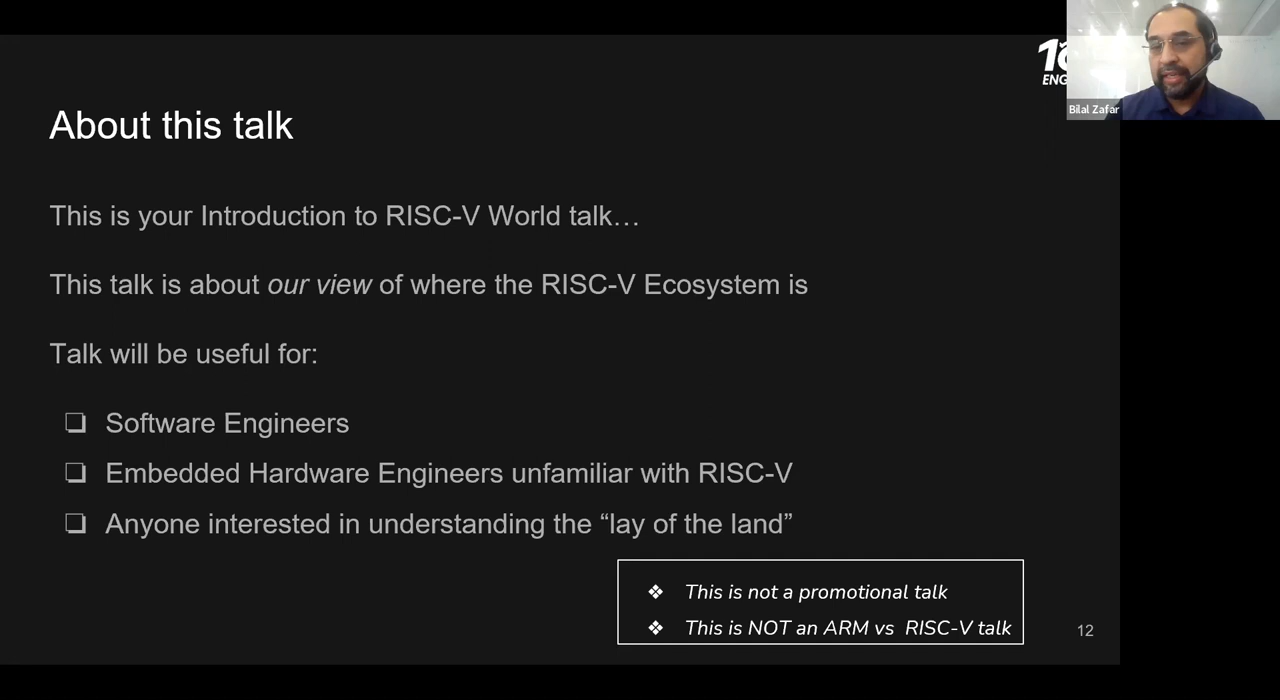 About this talk
This is your Introduction to RISC-V World talk…
This talk is about our view of where the RISC-V Ecosystem is
Talk will be useful for:
❏ Software Engineers
❏ Embedded Hardware Engineers unfamiliar with RISC-V
❏ Anyone interested in understanding the “lay of the land”
❖ This is not a promotional talk
❖ This is NOT an ARM vs RISC-V talk
12
Bilal Zafar